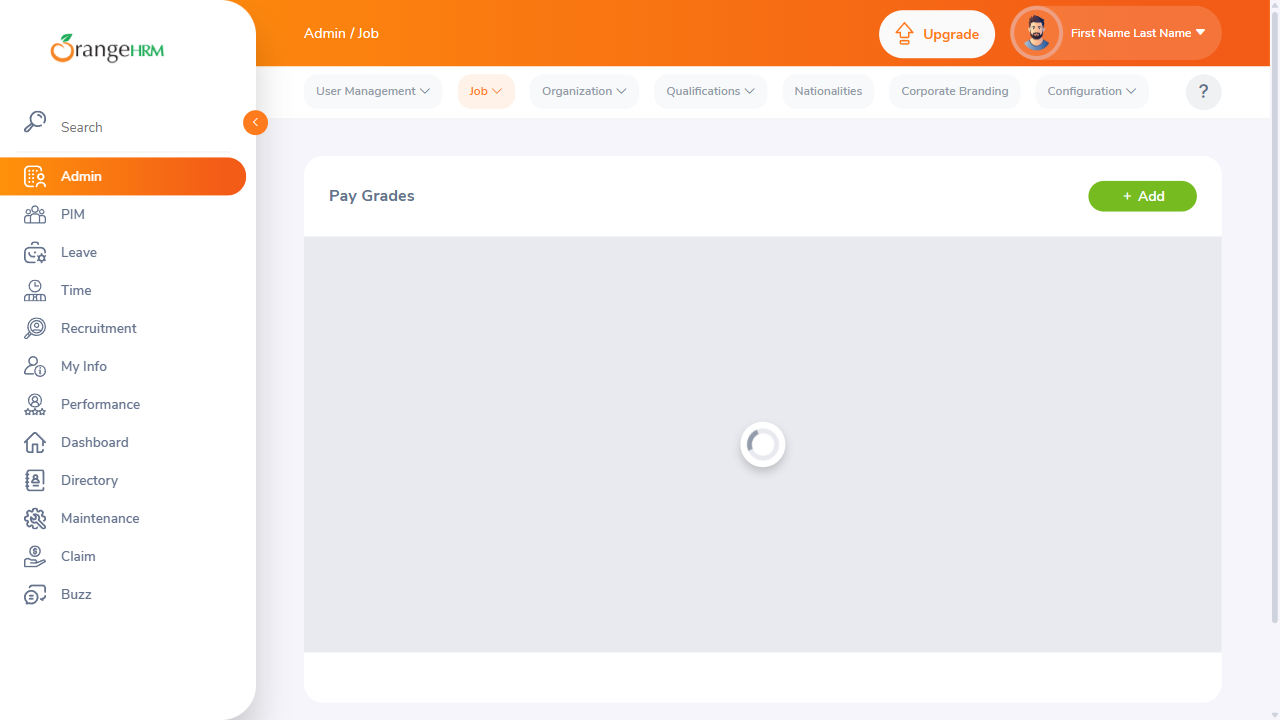 OrangeHRM
Admin / Job
Upgrade
First Name Last Name
User Management
Job
Organization
Qualifications
Nationalities
Corporate Branding
Configuration
?
Search
Admin
PIM
Leave
Time
Recruitment
My Info
Performance
Dashboard
Directory
Maintenance
Claim
Buzz
Pay Grades
+ Add